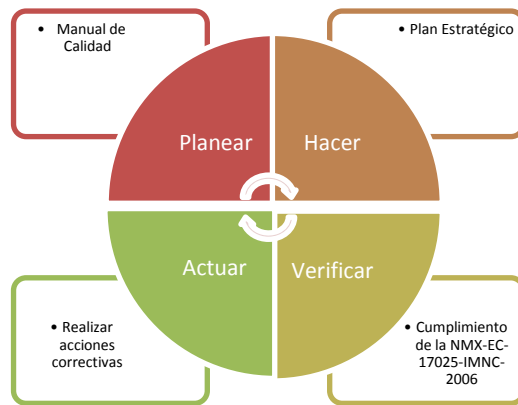 • Manual de
Calidad
• Plan Estratégico
Planear
Hacer
Actuar
Verificar
• Realizar
acciones
correctivas
• Cumplimiento
de la NMX-EC-
17025-IMNC-
2006